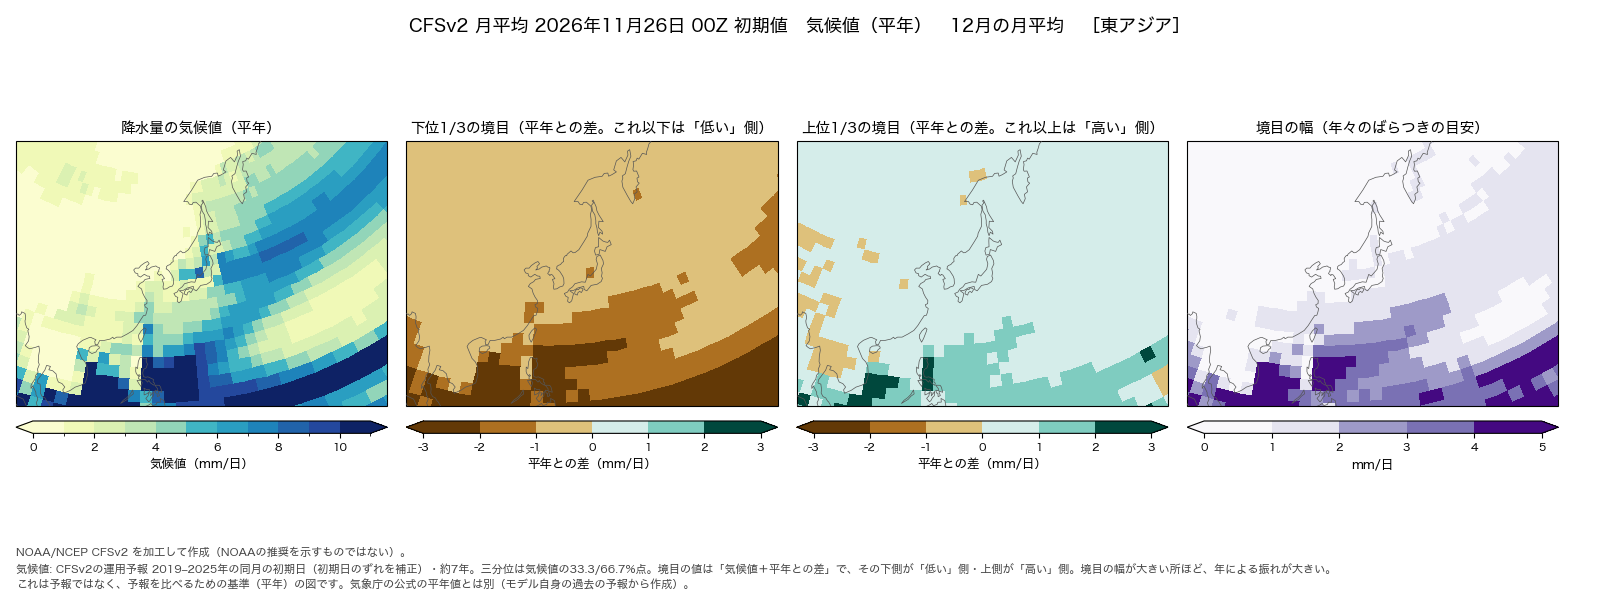 CFSv2 月平均 2026年11月26日 00Z 初期値　気候値（平年）　12月の月平均　［東アジア］
降水量の気候値（平年）
下位1/3の境目（平年との差。これ以下は「低い」側）
上位1/3の境目（平年との差。これ以上は「高い」側）
境目の幅（年々のばらつきの目安）
0 2 4 6 8 10
気候値（mm/日）
-3 -2 -1 0 1 2 3
平年との差（mm/日）
-3 -2 -1 0 1 2 3
平年との差（mm/日）
0 1 2 3 4 5
mm/日
NOAA/NCEP CFSv2 を加工して作成（NOAAの推奨を示すものではない）。
気候値: CFSv2の運用予報 2019–2025年の同月の初期日（初期日のずれを補正）・約7年。三分位は気候値の33.3/66.7%点。境目の値は「気候値＋平年との差」で、その下側が「低い」側・上側が「高い」側。境目の幅が大きい所ほど、年による振れが大きい。
これは予報ではなく、予報を比べるための基準（平年）の図です。気象庁の公式の平年値とは別（モデル自身の過去の予報から作成）。